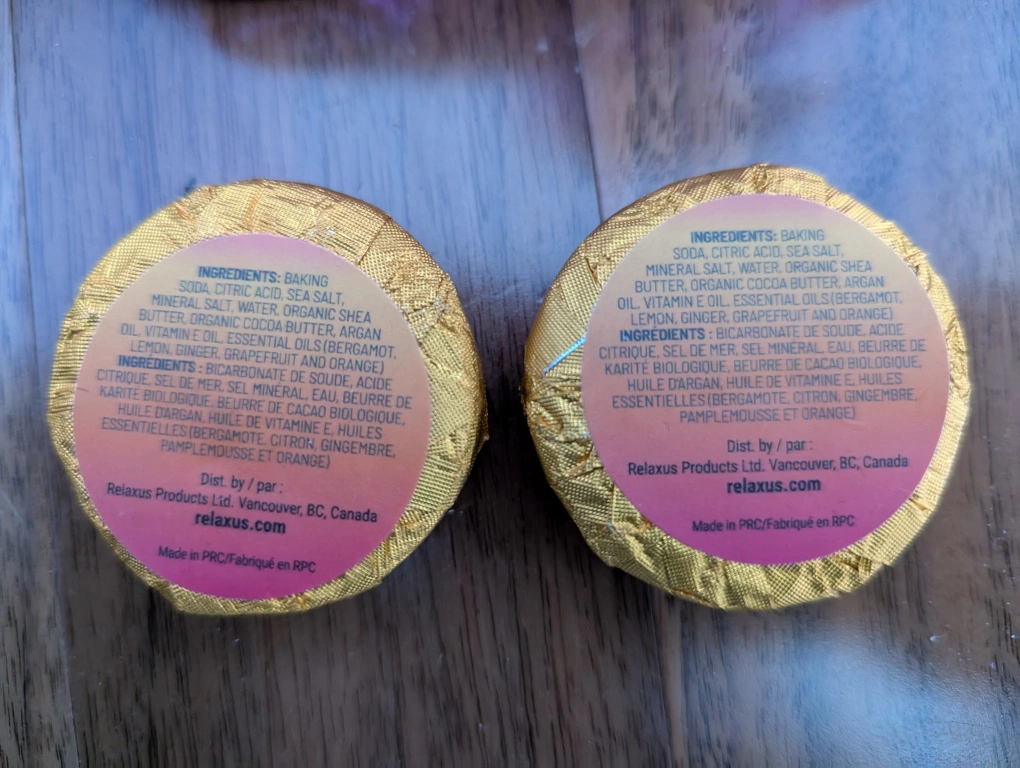 INGREDIENTS: BAKING
SODA, CITRIC ACID, SEA SALT,
MINERAL SALT, WATER, ORGANIC SHEA
BUTTER, ORGANIC COCOA BUTTER, ARGAN
OIL, VITAMIN E OIL, ESSENTIAL OILS (BERGAMOT,
LEMON, GINGER, GRAPEFRUIT AND ORANGE)
INGRÉDIENTS : BICARBONATE DE SOUDE, ACIDE
CITRIQUE, SEL DE MER, SEL MINÉRAL, EAU, BEURRE DE
KARITÉ BIOLOGIQUE, BEURRE DE CACAO BIOLOGIQUE,
HUILE D'ARGAN, HUILE DE VITAMINE E, HUILES
ESSENTIELLES (BERGAMOTE, CITRON, GINGEMBRE,
PAMPLEMOUSSE ET ORANGE)
Dist. by / par :
Relaxus Products Ltd. Vancouver, BC, Canada
relaxus.com
Made in PRC/Fabriqué en RPC
INGREDIENTS: BAKING
SODA, CITRIC ACID, SEA SALT,
MINERAL SALT, WATER, ORGANIC SHEA
BUTTER, ORGANIC COCOA BUTTER, ARGAN
OIL, VITAMIN E OIL, ESSENTIAL OILS (BERGAMOT,
LEMON, GINGER, GRAPEFRUIT AND ORANGE)
INGRÉDIENTS : BICARBONATE DE SOUDE, ACIDE
CITRIQUE, SEL DE MER, SEL MINÉRAL, EAU, BEURRE DE
KARITÉ BIOLOGIQUE, BEURRE DE CACAO BIOLOGIQUE,
HUILE D'ARGAN, HUILE DE VITAMINE E, HUILES
ESSENTIELLES (BERGAMOTE, CITRON, GINGEMBRE,
PAMPLEMOUSSE ET ORANGE)
Dist. by / par :
Relaxus Products Ltd. Vancouver, BC, Canada
relaxus.com
Made in PRC/Fabriqué en RPC